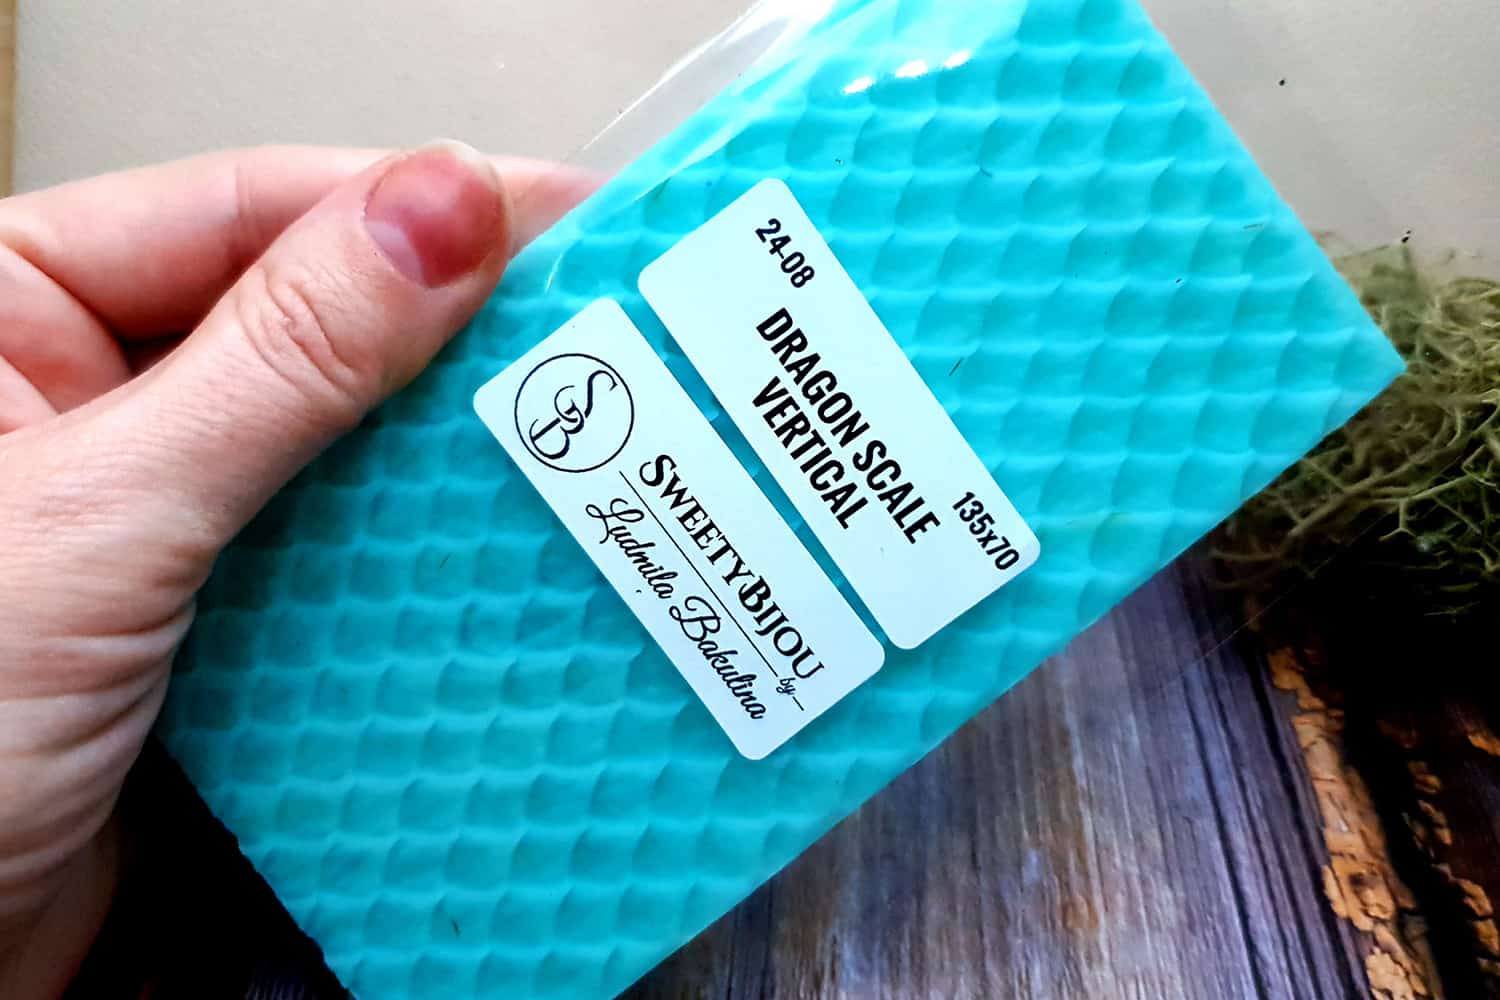 24-08
DRAGON SCALE
VERTICAL
135x70
SB
SWEETYBIJOU
by
Ludmila Bakulina